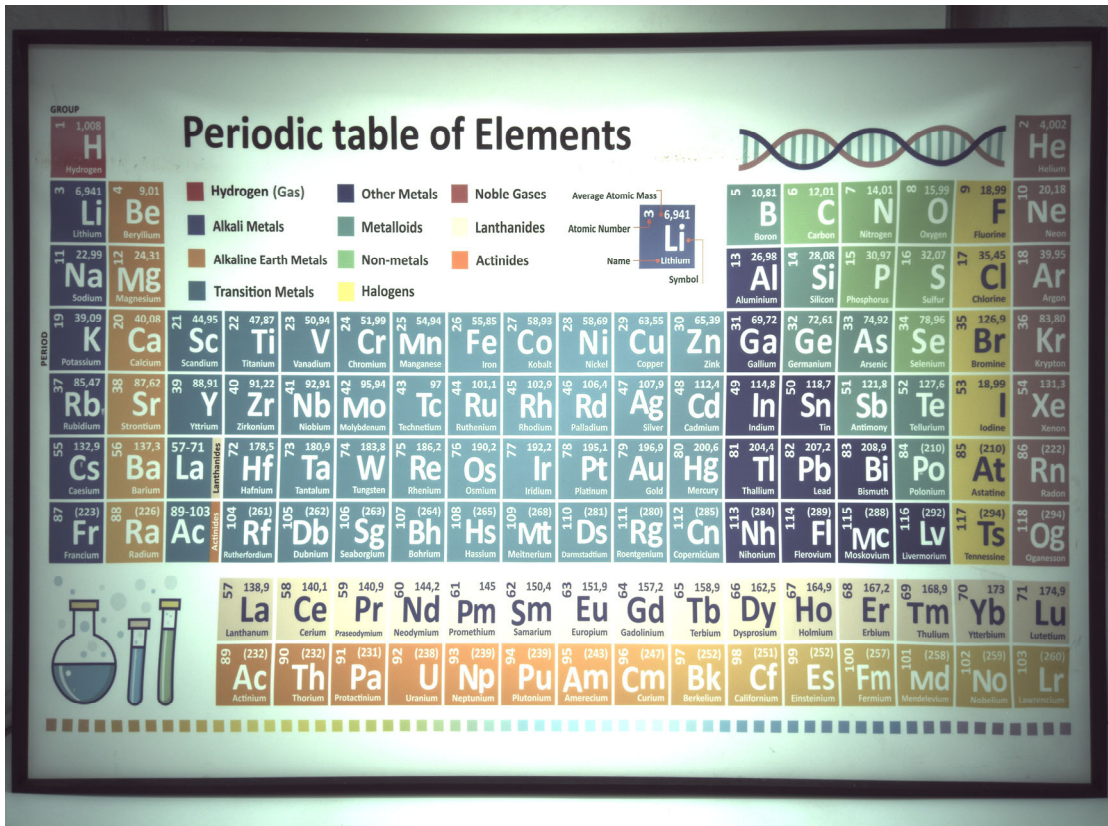 GROUP
PERIOD
Periodic table of Elements
Hydrogen (Gas)
Alkali Metals
Alkaline Earth Metals
Transition Metals
Other Metals
Metalloids
Non-metals
Halogens
Noble Gases
Lanthanides
Actinides
Average Atomic Mass
Atomic Number
Name
Symbol
3 6,941
Li
Lithium
1 1,008
H
Hydrogen
2 4,002
He
Helium
3 6,941 4 9,01 5 10,81 6 12,01 7 14,01 8 15,99 9 18,99 10 20,18
Li Be B C N O F Ne
Lithium Beryllium Boron Carbon Nitrogen Oxygen Fluorine Neon
11 22,99 12 24,31 13 26,98 14 28,08 15 30,97 16 32,07 17 35,45 18 39,95
Na Mg Al Si P S Cl Ar
Sodium Magnesium Aluminium Silicon Phosphorus Sulfur Chlorine Argon
19 39,09 20 40,08 21 44,95 22 47,87 23 50,94 24 51,99 25 54,94 26 55,85 27 58,93 28 58,69 29 63,55 30 65,39 31 69,72 32 72,61 33 74,92 34 78,96 35 126,9 36 83,80
K Ca Sc Ti V Cr Mn Fe Co Ni Cu Zn Ga Ge As Se Br Kr
Potassium Calcium Scandium Titanium Vanadium Chromium Manganese Iron Kobalt Nickel Copper Zink Gallium Germanium Arsenic Selenium Bromine Krypton
37 85,47 38 87,62 39 88,91 40 91,22 41 92,91 42 95,94 43 97 44 101,1 45 102,9 46 106,4 47 107,9 48 112,4 49 114,8 50 118,7 51 121,8 52 127,6 53 18,99 54 131,3
Rb Sr Y Zr Nb Mo Tc Ru Rh Rd Ag Cd In Sn Sb Te I Xe
Rubidium Strontium Yttrium Zirkonium Niobium Molybdenum Technetium Ruthenium Rhodium Palladium Silver Cadmium Indium Tin Antimony Tellurium Iodine Xenon
55 132,9 56 137,3 57-71 72 178,5 73 180,9 74 183,8 75 186,2 76 190,2 77 192,2 78 195,1 79 196,9 80 200,6 81 204,4 82 207,2 83 208,9 84 (210) 85 (210) 86 (222)
Cs Ba La Lanthanides Hf Ta W Re Os Ir Pt Au Hg Tl Pb Bi Po At Rn
Caesium Barium Hafnium Tantalum Tungsten Rhenium Osmium Iridium Platinum Gold Mercury Thallium Lead Bismuth Polonium Astatine Radon
87 (223) 88 (226) 89-103 104 (261) 105 (262) 106 (263) 107 (264) 108 (265) 109 (268) 110 (281) 111 (280) 112 (285) 113 (284) 114 (289) 115 (288) 116 (292) 117 (294) 118 (294)
Fr Ra Ac Actinides Rf Db Sg Bh Hs Mt Ds Rg Cn Nh Fl Mc Lv Ts Og
Francium Radium Rutherfordium Dubnium Seaborgium Bohrium Hassium Meitnerium Darmstadtium Roentgenium Copernicium Nihonium Flerovium Moskovium Livermorium Tennessine Oganesson
57 138,9 58 140,1 59 140,9 60 144,2 61 145 62 150,4 63 151,9 64 157,2 65 158,9 66 162,5 67 164,9 68 167,2 69 168,9 70 173 71 174,9
La Ce Pr Nd Pm Sm Eu Gd Tb Dy Ho Er Tm Yb Lu
Lanthanum Cerium Praseodymium Neodymium Promethium Samarium Europium Gadolinium Terbium Dysprosium Holmium Erbium Thulium Ytterbium Lutetium
89 (232) 90 (232) 91 (231) 92 (238) 93 (239) 94 (239) 95 (243) 96 (247) 97 (252) 98 (251) 99 (252) 100 (257) 101 (258) 102 (259) 103 (260)
Ac Th Pa U Np Pu Am Cm Bk Cf Es Fm Md No Lr
Actinium Thorium Protactinium Uranium Neptunium Plutonium Amerecium Curium Berkelium Californium Einsteinium Fermium Mendelevium Nobelium Lawrencium